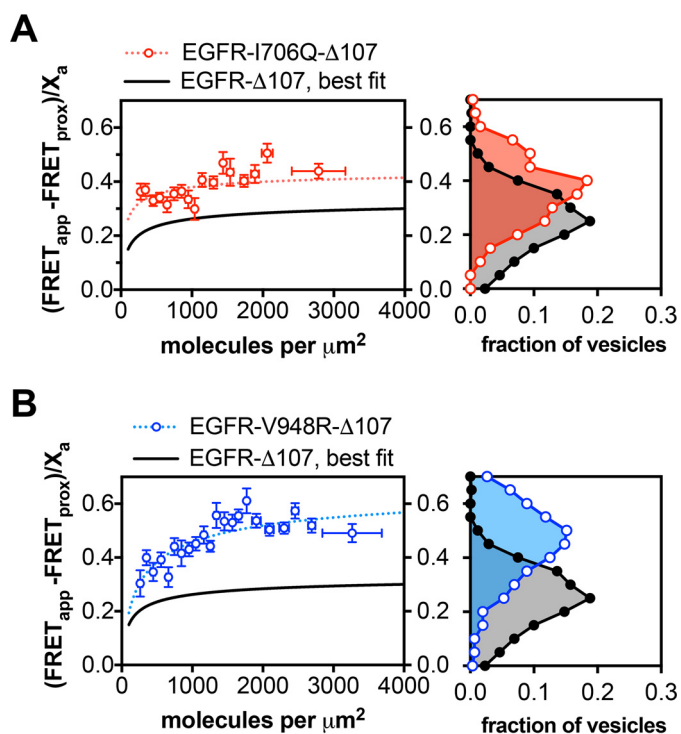 A
EGFR-I706Q-Δ107
EGFR-Δ107, best fit
(FRETapp -FRETprox)/Xa
0.6
0.4
0.2
0.0
0 1000 2000 3000 4000
molecules per μm²
0.6
0.4
0.2
0.0
0.0 0.1 0.2 0.3
fraction of vesicles
B
EGFR-V948R-Δ107
EGFR-Δ107, best fit
(FRETapp -FRETprox)/Xa
0.6
0.4
0.2
0.0
0 1000 2000 3000 4000
molecules per μm²
0.6
0.4
0.2
0.0
0.0 0.1 0.2 0.3
fraction of vesicles